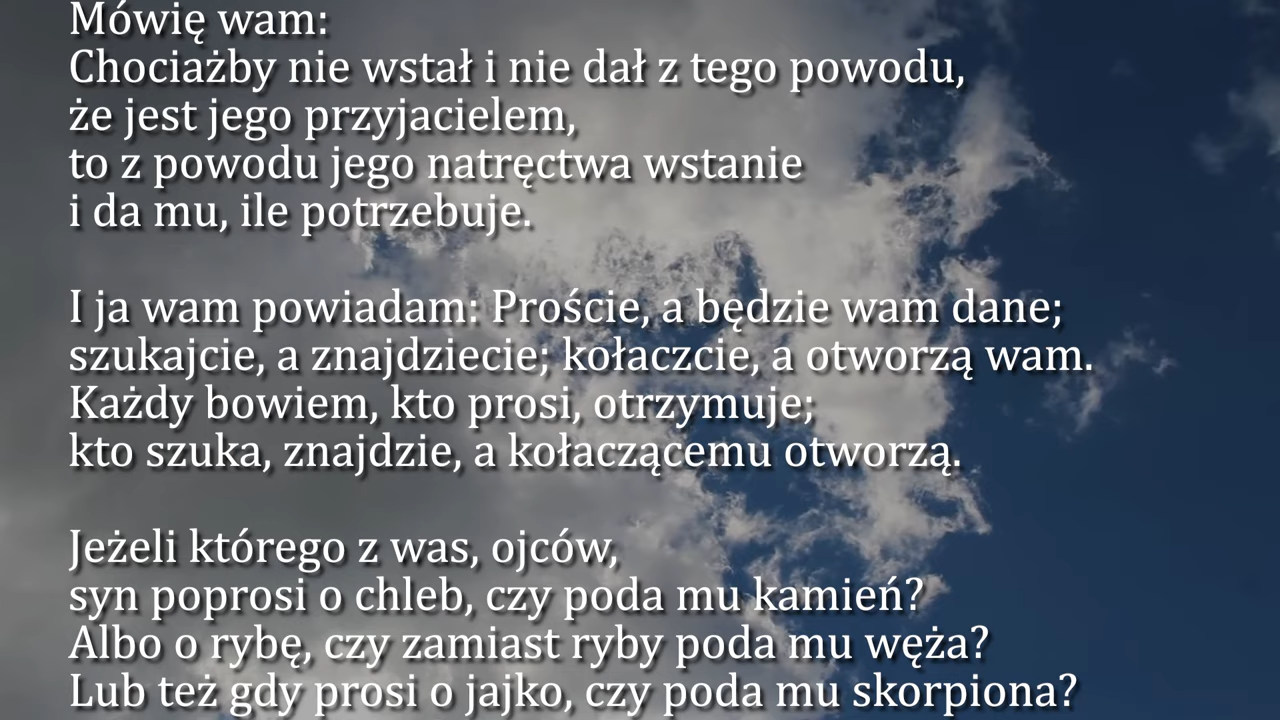 Mówię wam:
Chociażby nie wstał i nie dał z tego powodu,
że jest jego przyjacielem,
to z powodu jego natręctwa wstanie
i da mu, ile potrzebuje.
I ja wam powiadam: Proście, a będzie wam dane;
szukajcie, a znajdziecie; kołaczcie, a otworzą wam.
Każdy bowiem, kto prosi, otrzymuje;
kto szuka, znajdzie, a kołaczącemu otworzą.
Jeżeli którego z was, ojców,
syn poprosi o chleb, czy poda mu kamień?
Albo o rybę, czy zamiast ryby poda mu węża?
Lub też gdy prosi o jajko, czy poda mu skorpiona?